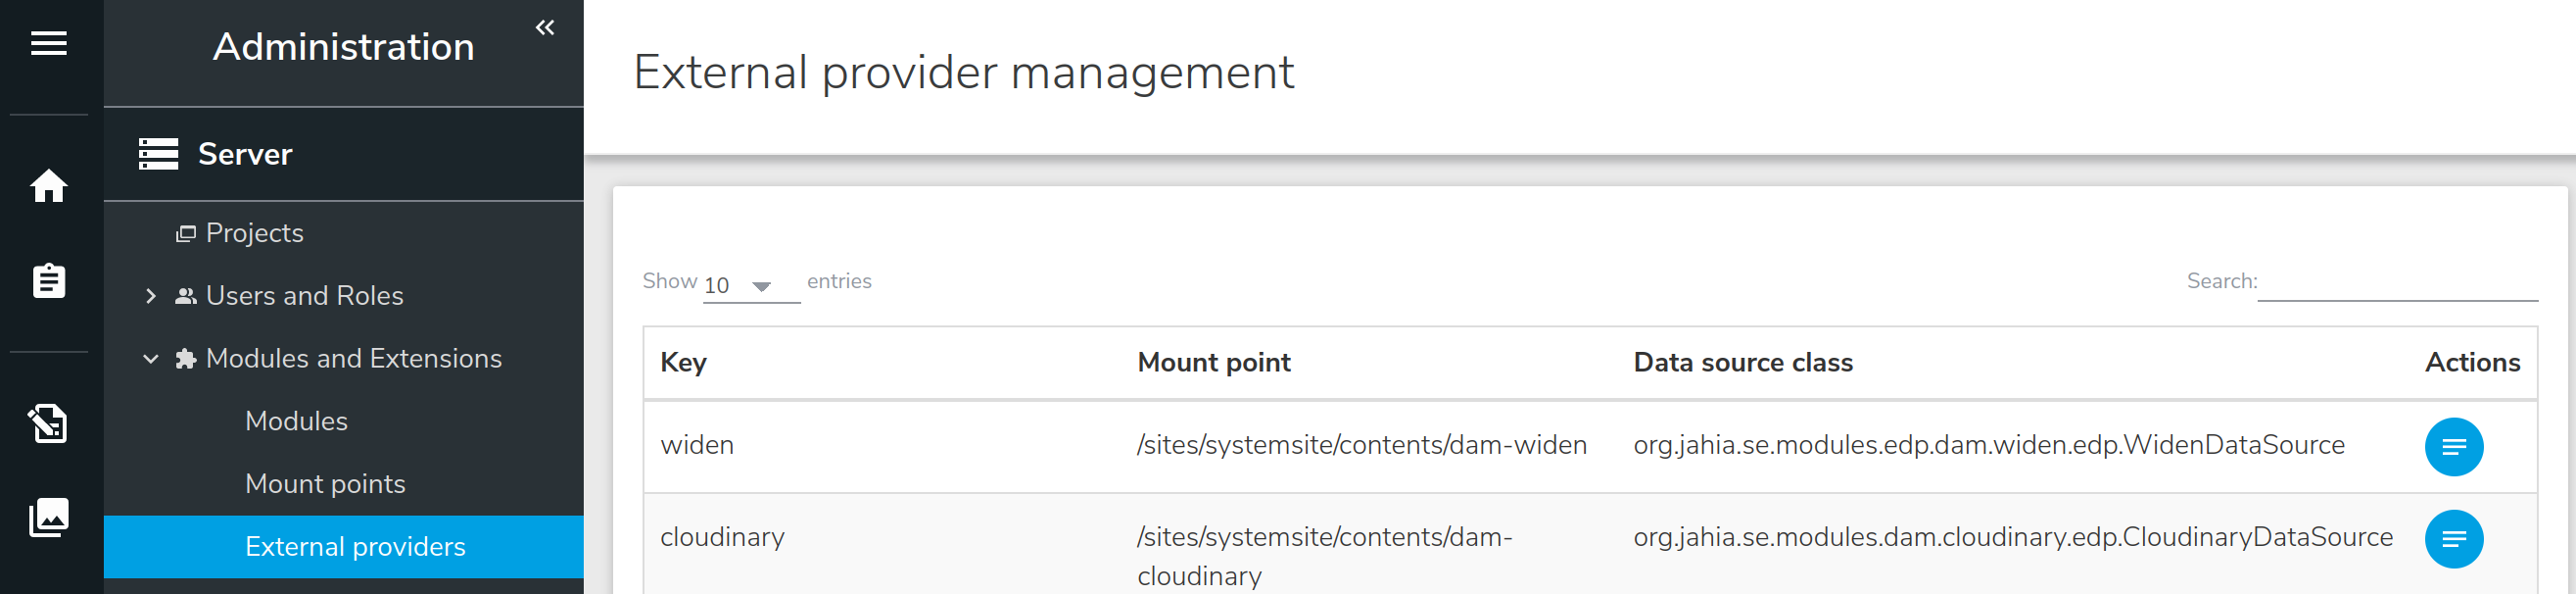 Administration
Server
Projects
Users and Roles
Modules and Extensions
Modules
Mount points
External providers
External provider management
Show 10 entries
Search:
Key Mount point Data source class Actions
widen /sites/systemsite/contents/dam-widen org.jahia.se.modules.edp.dam.widen.edp.WidenDataSource
cloudinary /sites/systemsite/contents/dam- org.jahia.se.modules.dam.cloudinary.edp.CloudinaryDataSource
cloudinary